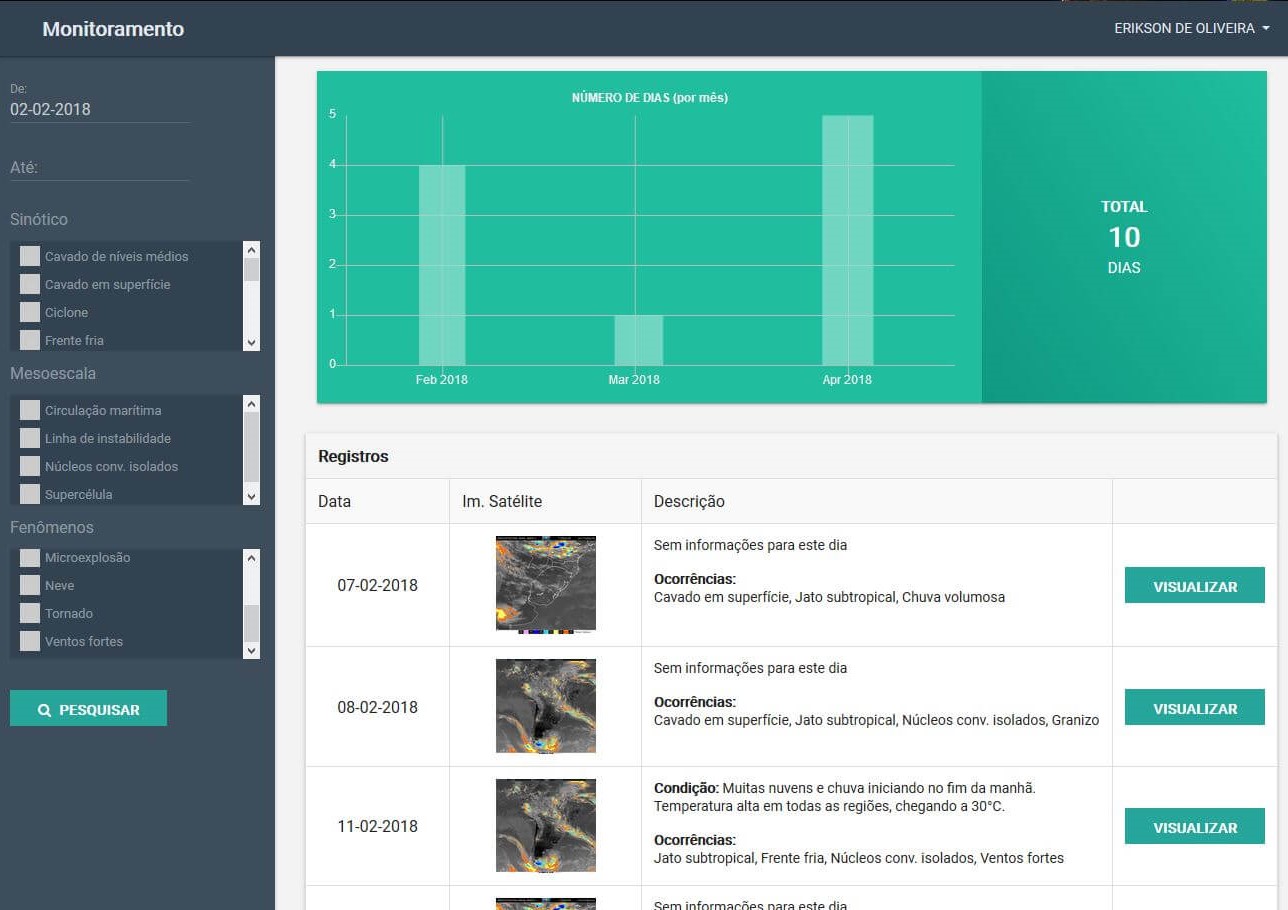 Monitoramento
ERIKSON DE OLIVEIRA
De:
02-02-2018
Até:
Sinótico
Cavado de níveis médios
Cavado em superfície
Ciclone
Frente fria
Mesoescala
Circulação marítima
Linha de instabilidade
Núcleos conv. isolados
Supercélula
Fenômenos
Microexplosão
Neve
Tornado
Ventos fortes
PESQUISAR
NÚMERO DE DIAS (por mês)
5
4
3
2
1
0
Feb 2018 Mar 2018 Apr 2018
TOTAL
10
DIAS
Registros
Data Im. Satélite Descrição
07-02-2018
Sem informações para este dia
Ocorrências:
Cavado em superfície, Jato subtropical, Chuva volumosa
VISUALIZAR
08-02-2018
Sem informações para este dia
Ocorrências:
Cavado em superfície, Jato subtropical, Núcleos conv. isolados, Granizo
VISUALIZAR
11-02-2018
Condição: Muitas nuvens e chuva iniciando no fim da manhã.
Temperatura alta em todas as regiões, chegando a 30°C.
Ocorrências:
Jato subtropical, Frente fria, Núcleos conv. isolados, Ventos fortes
VISUALIZAR
Sem informações para este dia